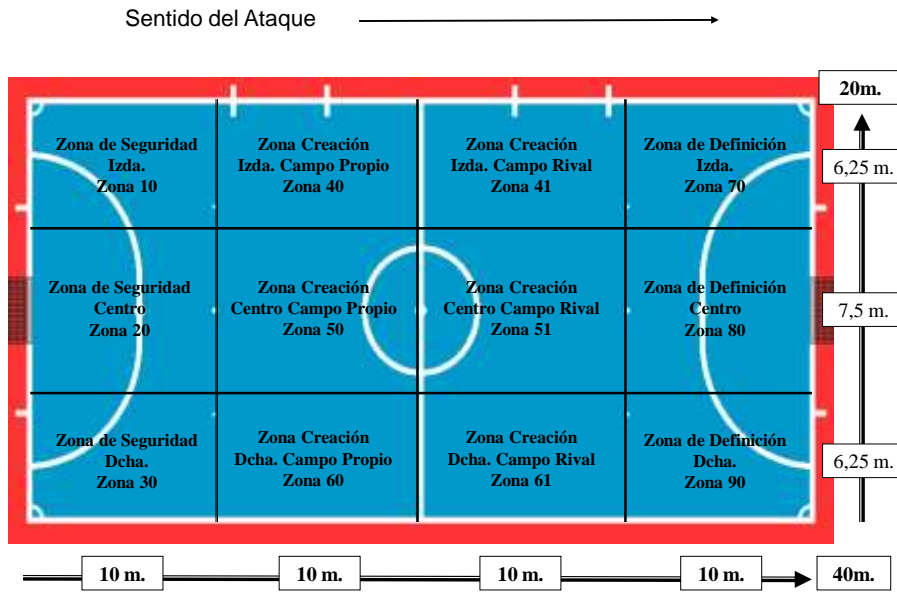 Sentido del Ataque
20m.
Zona de Seguridad
Izda.
Zona 10
Zona Creación
Izda. Campo Propio
Zona 40
Zona Creación
Izda. Campo Rival
Zona 41
Zona de Definición
Izda.
Zona 70
6,25 m.
Zona de Seguridad
Centro
Zona 20
Zona Creación
Centro Campo Propio
Zona 50
Zona Creación
Centro Campo Rival
Zona 51
Zona de Definición
Centro
Zona 80
7,5 m.
Zona de Seguridad
Dcha.
Zona 30
Zona Creación
Dcha. Campo Propio
Zona 60
Zona Creación
Dcha. Campo Rival
Zona 61
Zona de Definición
Dcha.
Zona 90
6,25 m.
10 m.
10 m.
10 m.
10 m.
40m.